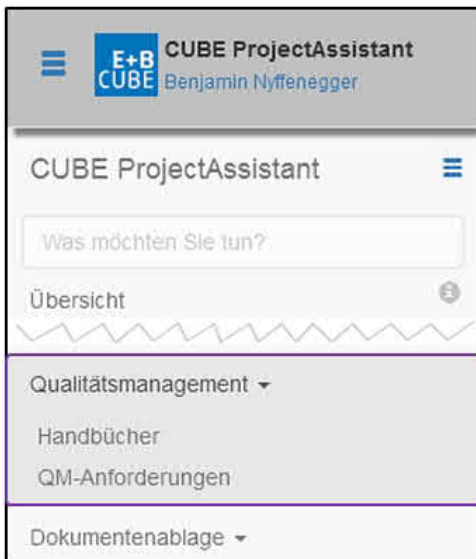 E+B
CUBE
CUBE ProjectAssistant
Benjamin Nyffenegger
CUBE ProjectAssistant
Was möchten Sie tun?
Übersicht
Qualitätsmanagement
Handbücher
QM-Anforderungen
Dokumentenablage